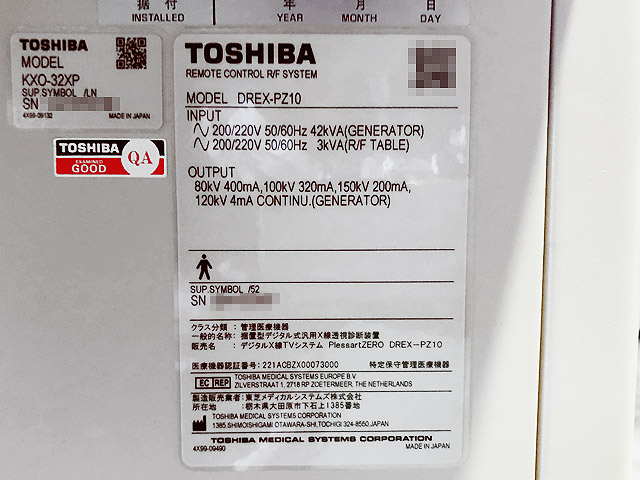 据 付 年 月 日
INSTALLED YEAR MONTH DAY
TOSHIBA
MODEL
KXO-32XP
SUP.SYMBOL /LN
SN
4X99-09132 MADE IN JAPAN
TOSHIBA
EXAMINED
GOOD
QA
TOSHIBA
REMOTE CONTROL R/F SYSTEM
MODEL DREX-PZ10
INPUT
∿ 200/220V 50/60Hz 42kVA(GENERATOR)
∿ 200/220V 50/60Hz 3kVA(R/F TABLE)
OUTPUT
80kV 400mA,100kV 320mA,150kV 200mA,
120kV 4mA CONTINU.(GENERATOR)
SUP.SYMBOL /52
SN
クラス分類：管理医療機器
一般的名称：据置型デジタル式汎用X線透視診断装置
販売名：デジタルX線TVシステム PlessartZERO DREX-PZ10
医療機器認証番号：221ACBZX00073000 特定保守管理医療機器
EC REP TOSHIBA MEDICAL SYSTEMS EUROPE B.V.
ZILVERSTRAAT 1, 2718 RP ZOETERMEER, THE NETHERLANDS
製造販売業者：東芝メディカルシステムズ株式会社
所在地：栃木県大田原市下石上1385番地
TOSHIBA MEDICAL SYSTEMS CORPORATION
1385,SHIMOISHIGAMI OTAWARA-SHI,TOCHIGI 324-8550,JAPAN
TOSHIBA MEDICAL SYSTEMS CORPORATION
4X99-09490 MADE IN JAPAN